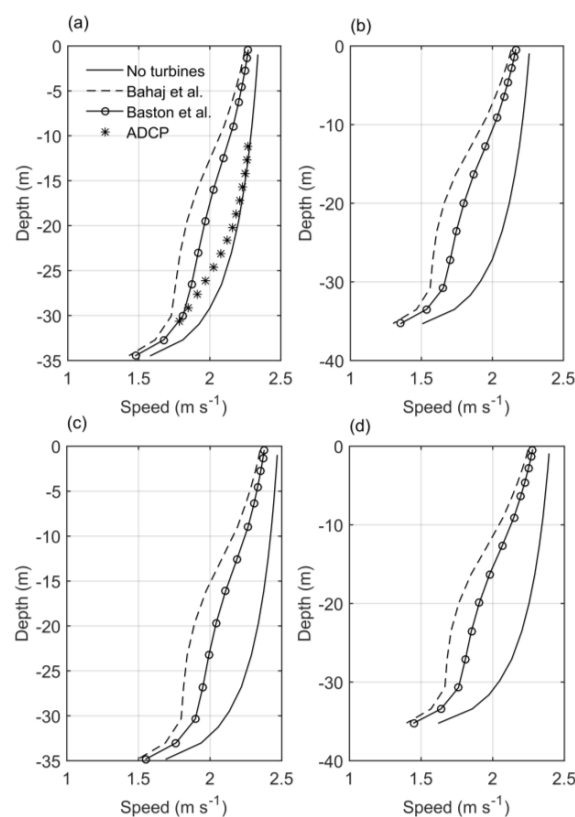 (a)
0
-5
-10
-15
-20
-25
-30
-35
Depth (m)
No turbines
Bahaj et al.
Baston et al.
ADCP
1 1.5 2 2.5
Speed (m s-1)
(b)
0
-10
-20
-30
-40
Depth (m)
1 1.5 2 2.5
Speed (m s-1)
(c)
0
-5
-10
-15
-20
-25
-30
-35
Depth (m)
1 1.5 2 2.5
Speed (m s-1)
(d)
0
-10
-20
-30
-40
Depth (m)
1 1.5 2 2.5
Speed (m s-1)